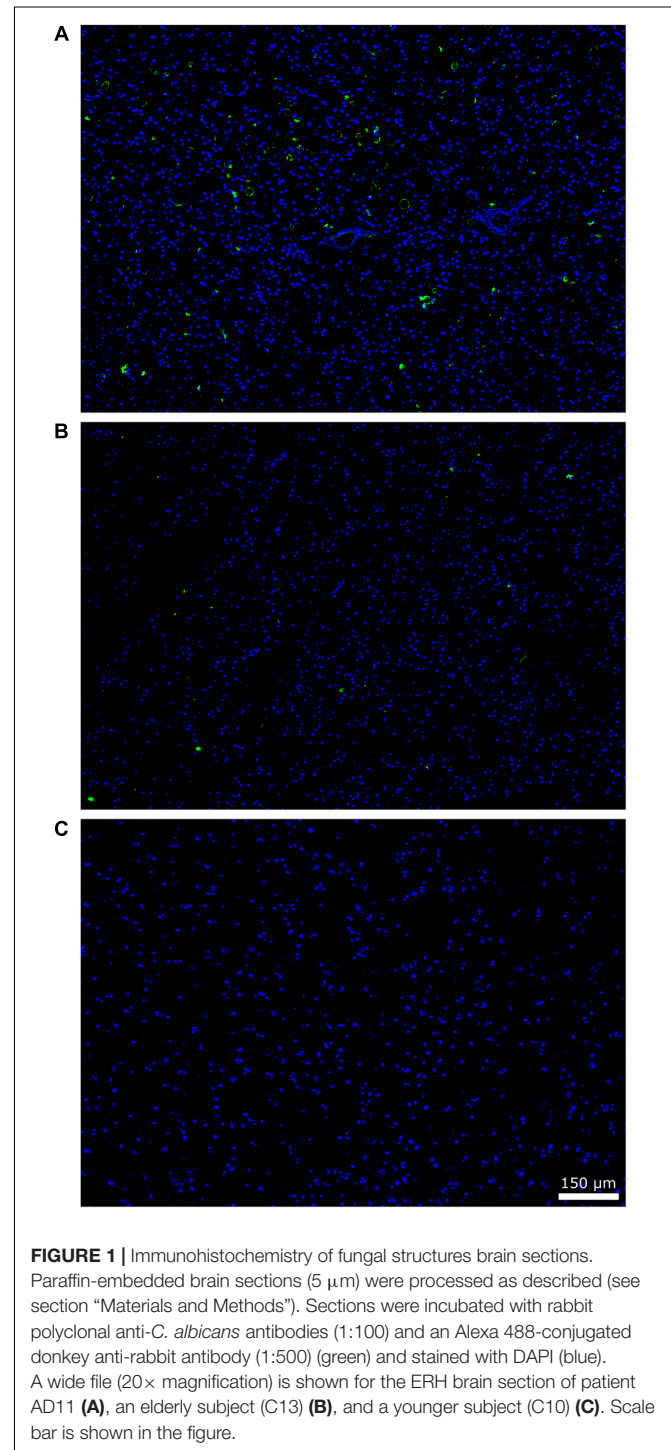 A
B
C
150 μm
FIGURE 1 | Immunohistochemistry of fungal structures brain sections.
Paraffin-embedded brain sections (5 μm) were processed as described (see
section “Materials and Methods”). Sections were incubated with rabbit
polyclonal anti-C. albicans antibodies (1:100) and an Alexa 488-conjugated
donkey anti-rabbit antibody (1:500) (green) and stained with DAPI (blue).
A wide file (20× magnification) is shown for the ERH brain section of patient
AD11 (A), an elderly subject (C13) (B), and a younger subject (C10) (C). Scale
bar is shown in the figure.